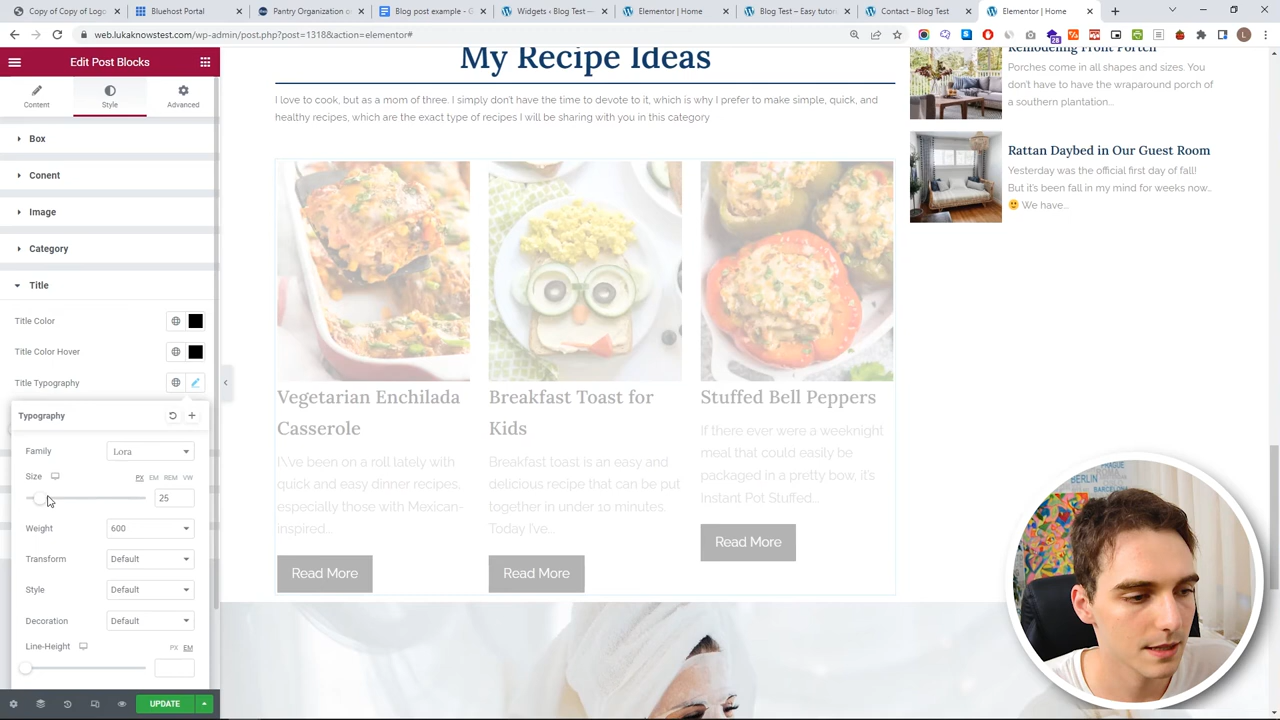 Copy of Blog post
Bluehost Portal
Pantry Organization o
Blog post example - G
Widgets ‹ Blog Test —
Elementor | Home
Blog Test – Easy tutor
Contact – Blog Test
Elementor | Home
web.lukaknowstest.com/wp-admin/post.php?post=1318&action=elementor#
28
L
Edit Post Blocks
Content
Style
Advanced
Box
Conent
Image
Category
Title
Title Color
Title Color Hover
Title Typography
Typography
Family
Lora
Size
PX EM REM VW
25
Weight
600
Transform
Default
Style
Default
Decoration
Default
Line-Height
PX EM
UPDATE
My Recipe Ideas
I love to cook, but as a mom of three. I simply don't have the time to devote to it, which is why I prefer to make simple, quick, and
healthy recipes, which are the exact type of recipes I will be sharing with you in this category
Vegetarian Enchilada
Casserole
I\'ve been on a roll lately with
quick and easy dinner recipes,
especially those with Mexican-
inspired...
Read More
Breakfast Toast for
Kids
Breakfast toast is an easy and
delicious recipe that can be put
together in under 10 minutes.
Today I've...
Read More
Stuffed Bell Peppers
If there ever were a weeknight
meal that could easily be
packaged in a pretty bow, it's
Instant Pot Stuffed...
Read More
Remodeling Front Portch
Porches come in all shapes and sizes. You
don't have to have the wraparound porch of
a southern plantation...
Rattan Daybed in Our Guest Room
Yesterday was the official first day of fall!
But it's been fall in my mind for weeks now…
🙂 We have...
PRAGUE
BERLIN
BARCELONA